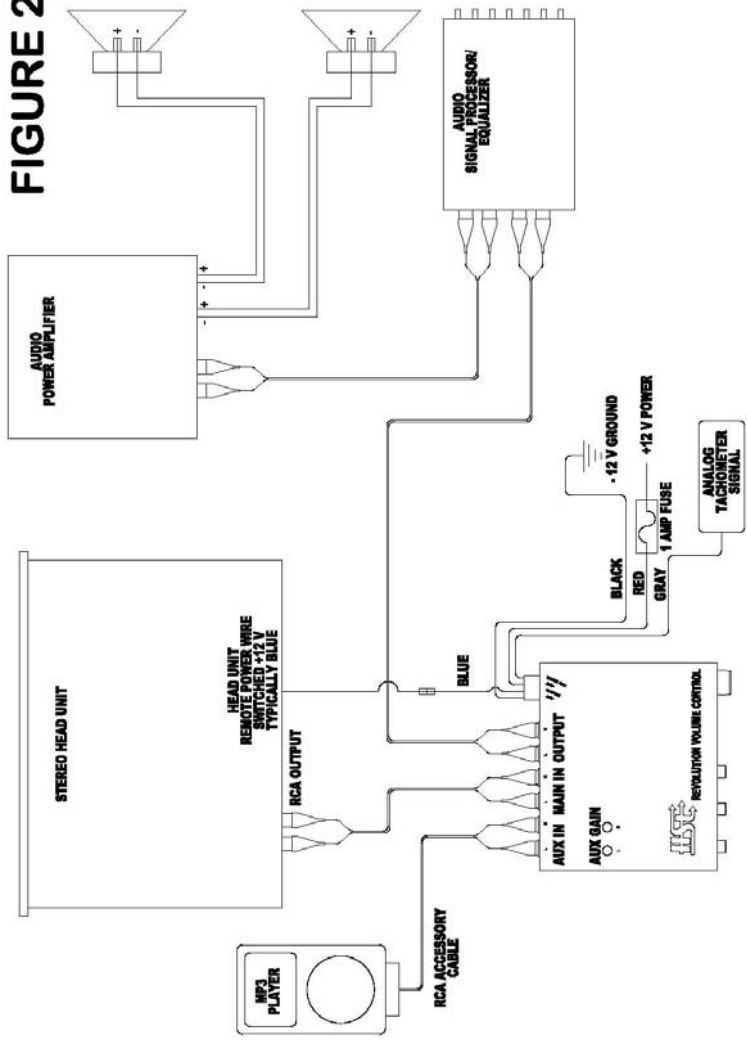 FIGURE 2
STEREO HEAD UNIT
HEAD UNIT
REMOTE POWER WIRE
SWITCHED +12 V
TYPICALLY BLUE
RCA OUTPUT
AUDIO
POWER AMPLIFIER
- + - +
+ -
+ -
MP3
PLAYER
RCA ACCESSORY
CABLE
BLUE
AUDIO
SIGNAL PROCESSOR/
EQUALIZER
BLACK
RED
GRAY
- 12 V GROUND
+12 V POWER
1 AMP FUSE
ANALOG
TACHOMETER
SIGNAL
L R L R L R
AUX IN MAIN IN OUTPUT
AUX GAIN
- +
REVOLUTION VOLUME CONTROL